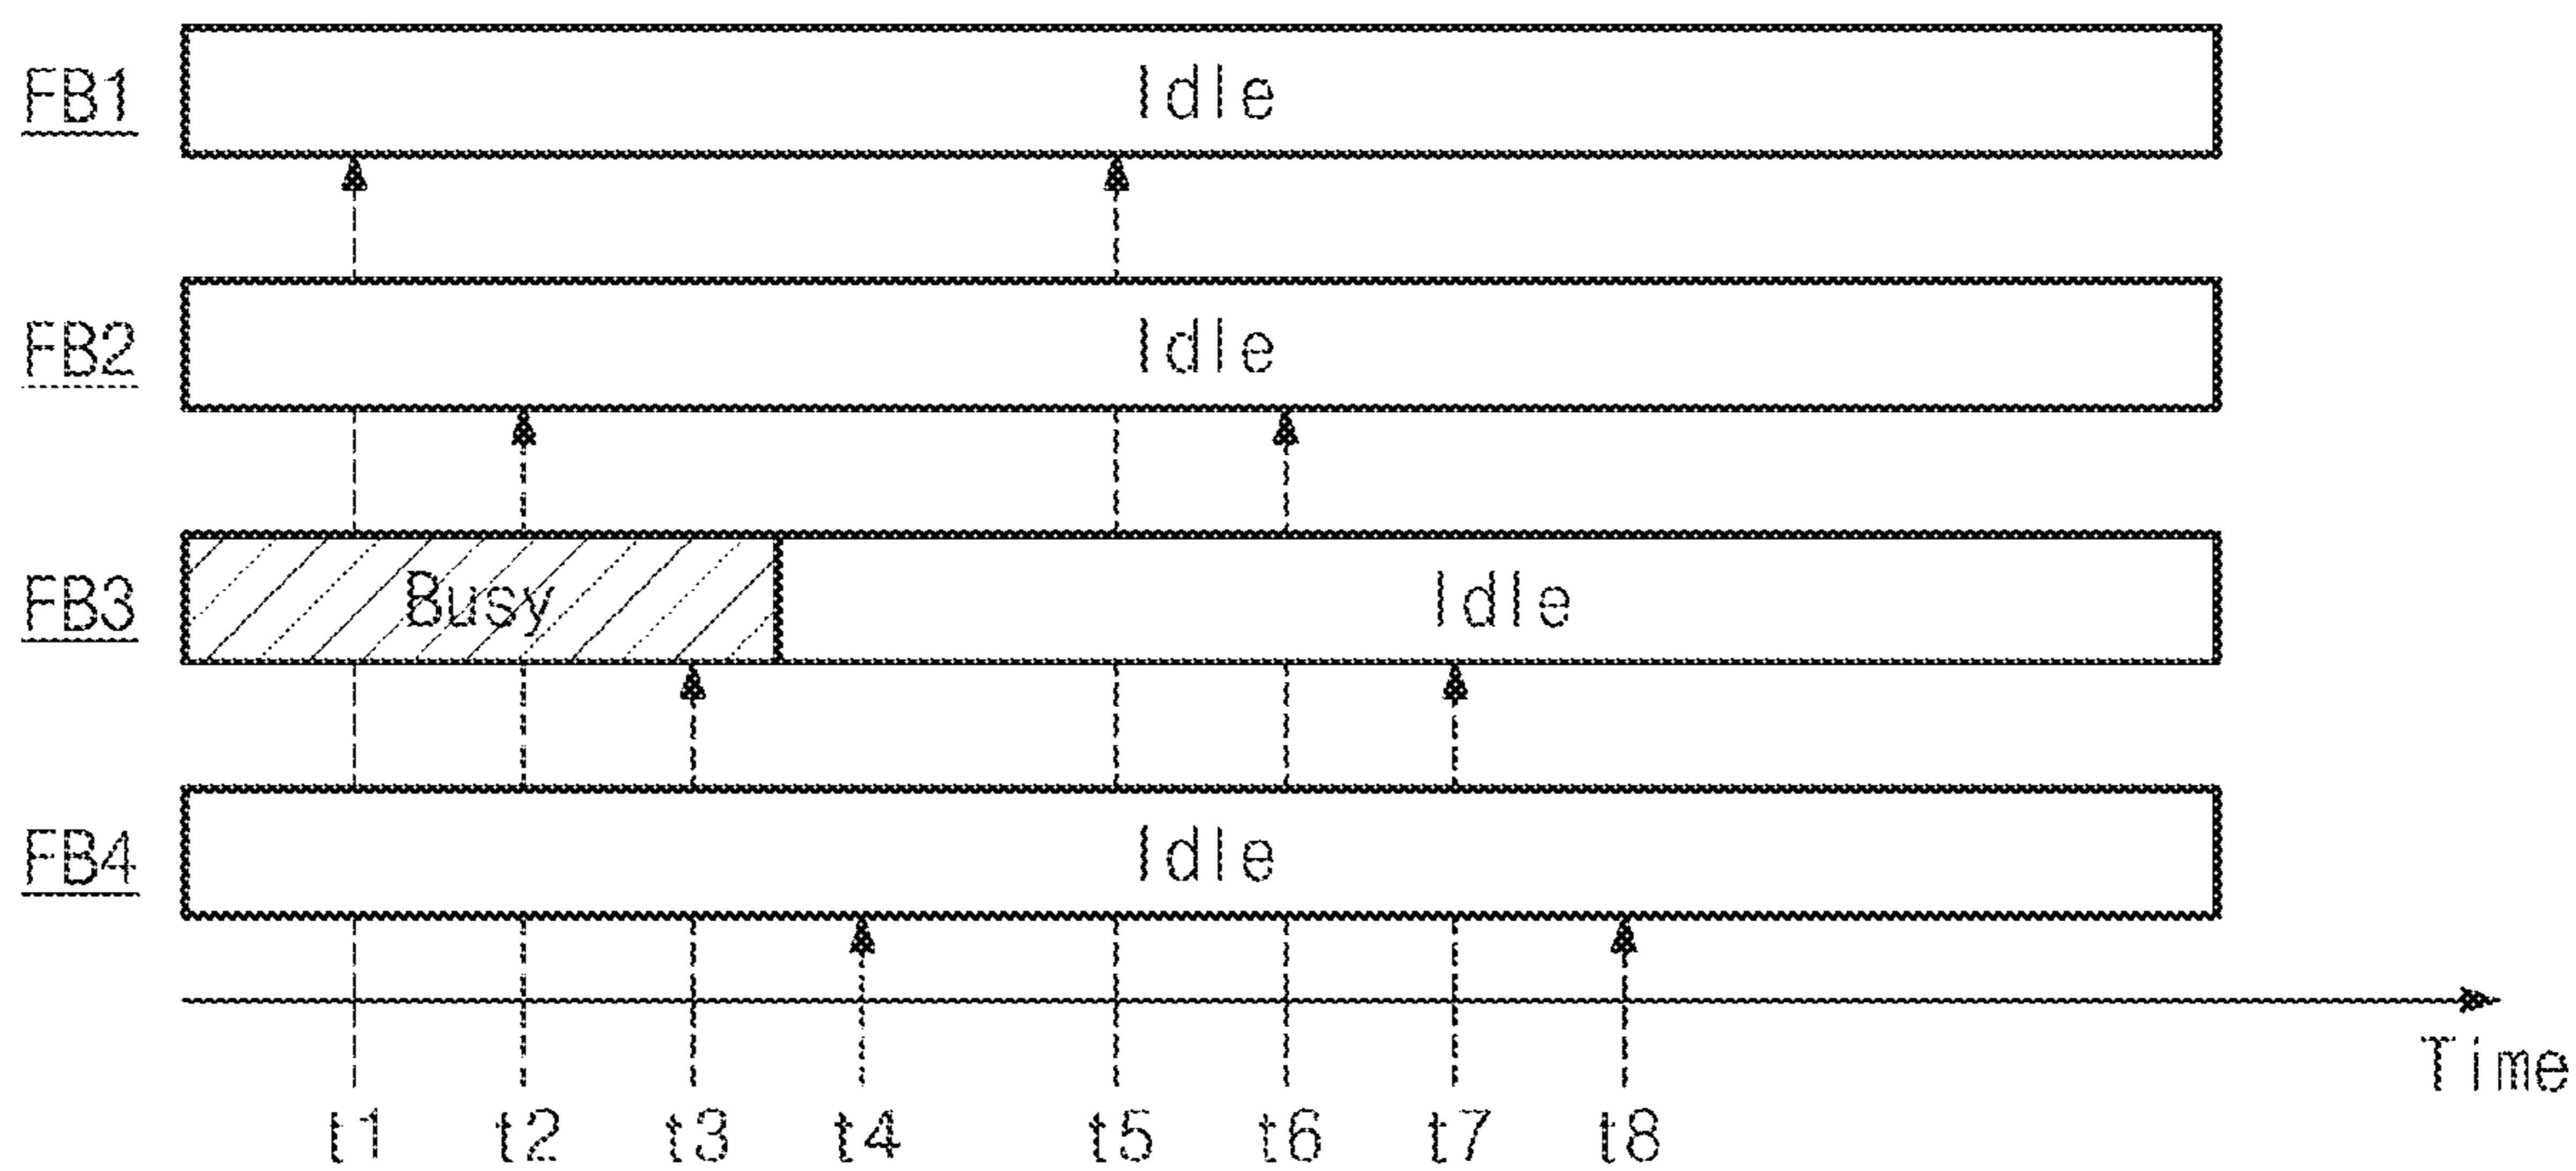 FB1 Idle
FB2 Idle
FB3 Busy Idle
FB4 Idle
Time
t1 t2 t3 t4 t5 t6 t7 t8